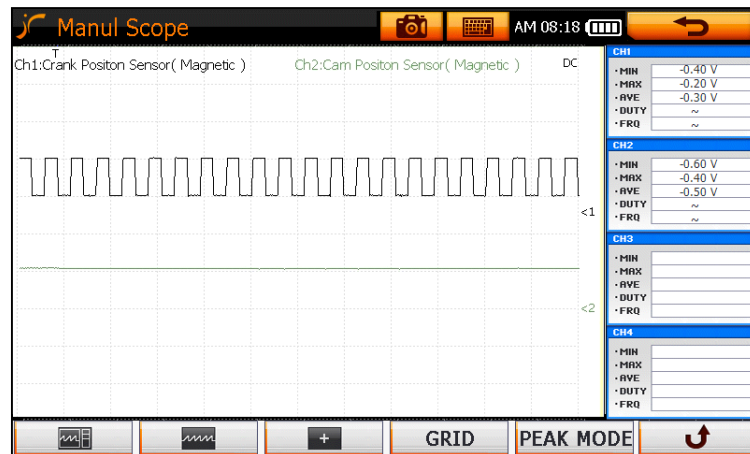 Manul Scope
AM 08:18
T
Ch1:Crank Positon Sensor( Magnetic )
Ch2:Cam Positon Sensor( Magnetic )
DC
<1
<2
CH1
·MIN -0.40 V
·MAX -0.20 V
·AVE -0.30 V
·DUTY ~
·FRQ ~
CH2
·MIN -0.60 V
·MAX -0.40 V
·AVE -0.50 V
·DUTY ~
·FRQ ~
CH3
·MIN
·MAX
·AVE
·DUTY
·FRQ
CH4
·MIN
·MAX
·AVE
·DUTY
·FRQ
GRID
PEAK MODE